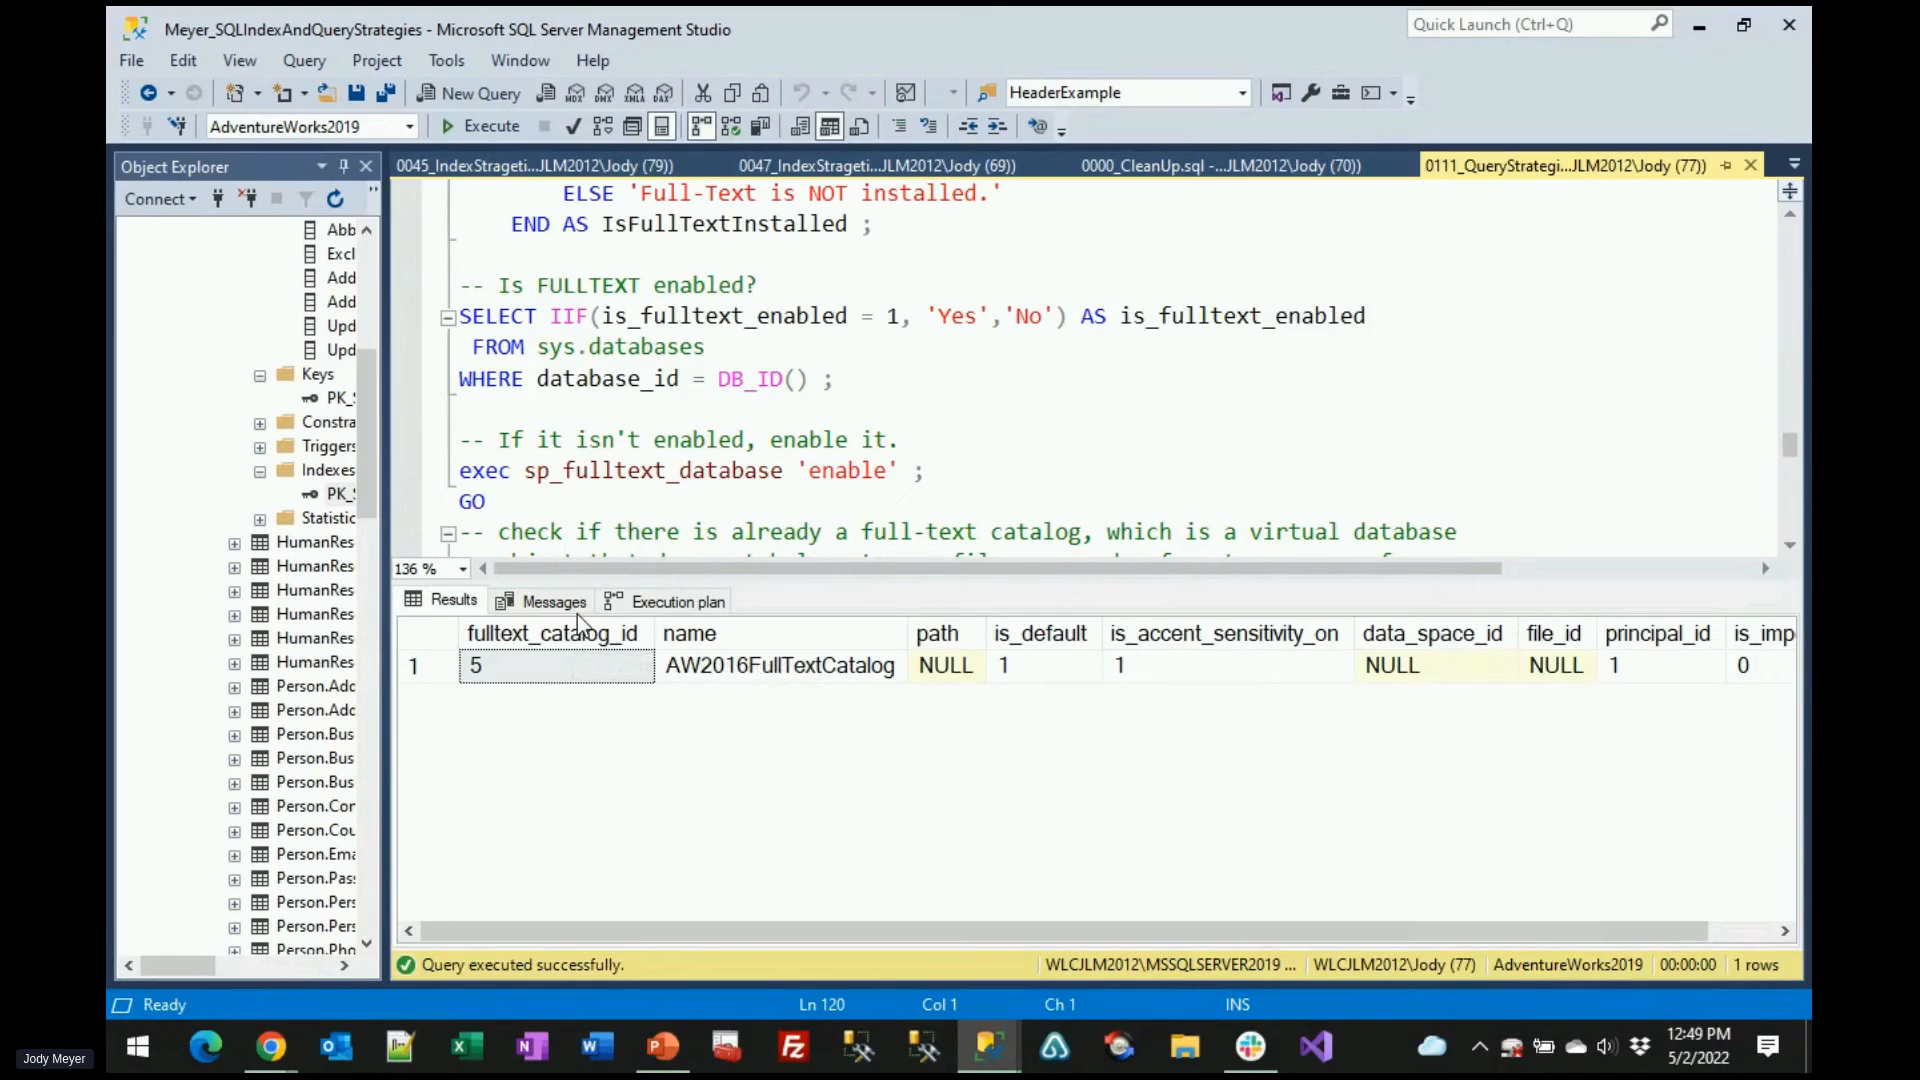 Meyer_SQLIndexAndQueryStrategies - Microsoft SQL Server Management Studio
Quick Launch (Ctrl+Q)
File Edit View Query Project Tools Window Help
New Query
HeaderExample
AdventureWorks2019
Execute
Object Explorer
0045_IndexStrageti...JLM2012\Jody (79))
0047_IndexStrageti...JLM2012\Jody (69))
0000_CleanUp.sql -...JLM2012\Jody (70))
0111_QueryStrategi...JLM2012\Jody (77))
Connect
Abb
Excl
Add
Add
Upd
Upd
Keys
PK_
Constra
Triggers
Indexes
PK_
Statistic
HumanRes
HumanRes
HumanRes
HumanRes
HumanRes
HumanRes
Person.Add
Person.Adc
Person.Bus
Person.Bus
Person.Bus
Person.Cor
Person.Cou
Person.Ema
Person.Pas
Person.Pers
Person.Pers
Person.Pho
ELSE 'Full-Text is NOT installed.'
END AS IsFullTextInstalled ;
-- Is FULLTEXT enabled?
SELECT IIF(is_fulltext_enabled = 1, 'Yes','No') AS is_fulltext_enabled
FROM sys.databases
WHERE database_id = DB_ID() ;
-- If it isn't enabled, enable it.
exec sp_fulltext_database 'enable' ;
GO
-- check if there is already a full-text catalog, which is a virtual database
136 %
Results Messages Execution plan
fulltext_catalog_id name path is_default is_accent_sensitivity_on data_space_id file_id principal_id is_imp
1 5 AW2016FullTextCatalog NULL 1 1 NULL NULL 1 0
Query executed successfully.
WLCJLM2012\MSSQLSERVER2019 ... WLCJLM2012\Jody (77) AdventureWorks2019 00:00:00 1 rows
Ready
Ln 120 Col 1 Ch 1 INS
12:49 PM
5/2/2022
Jody Meyer